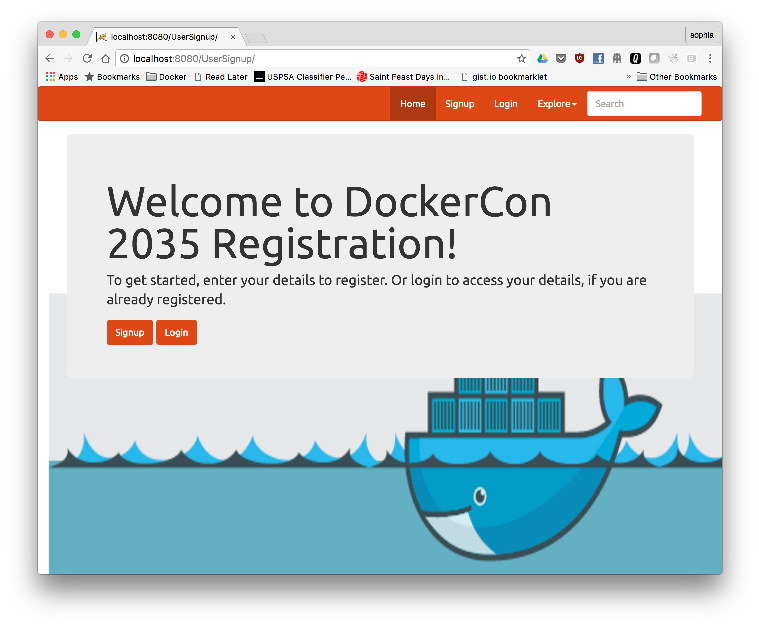 localhost:8080/UserSignup/
sophia
localhost:8080/UserSignup/
Apps Bookmarks Docker Read Later USPSA Classifier Pe... Saint Feast Days in... gist.io bookmarklet » Other Bookmarks
Home Signup Login Explore Search
Welcome to DockerCon
2035 Registration!
To get started, enter your details to register. Or login to access your details, if you are
already registered.
Signup Login